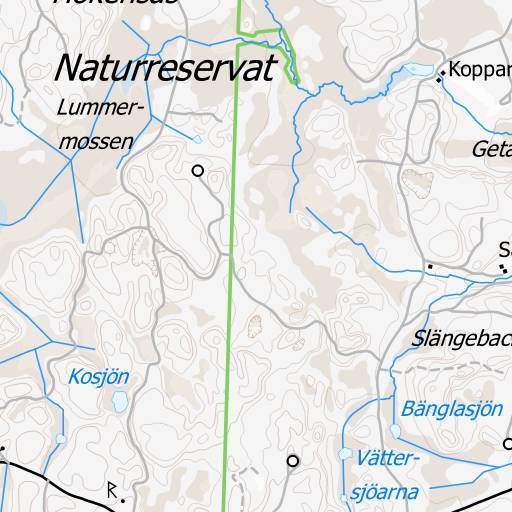 Naturreservat
Koppar
Lummer-
mossen
Geta
Slängebac
Kosjön
Bänglasjön
Vätter-
sjöarna
R